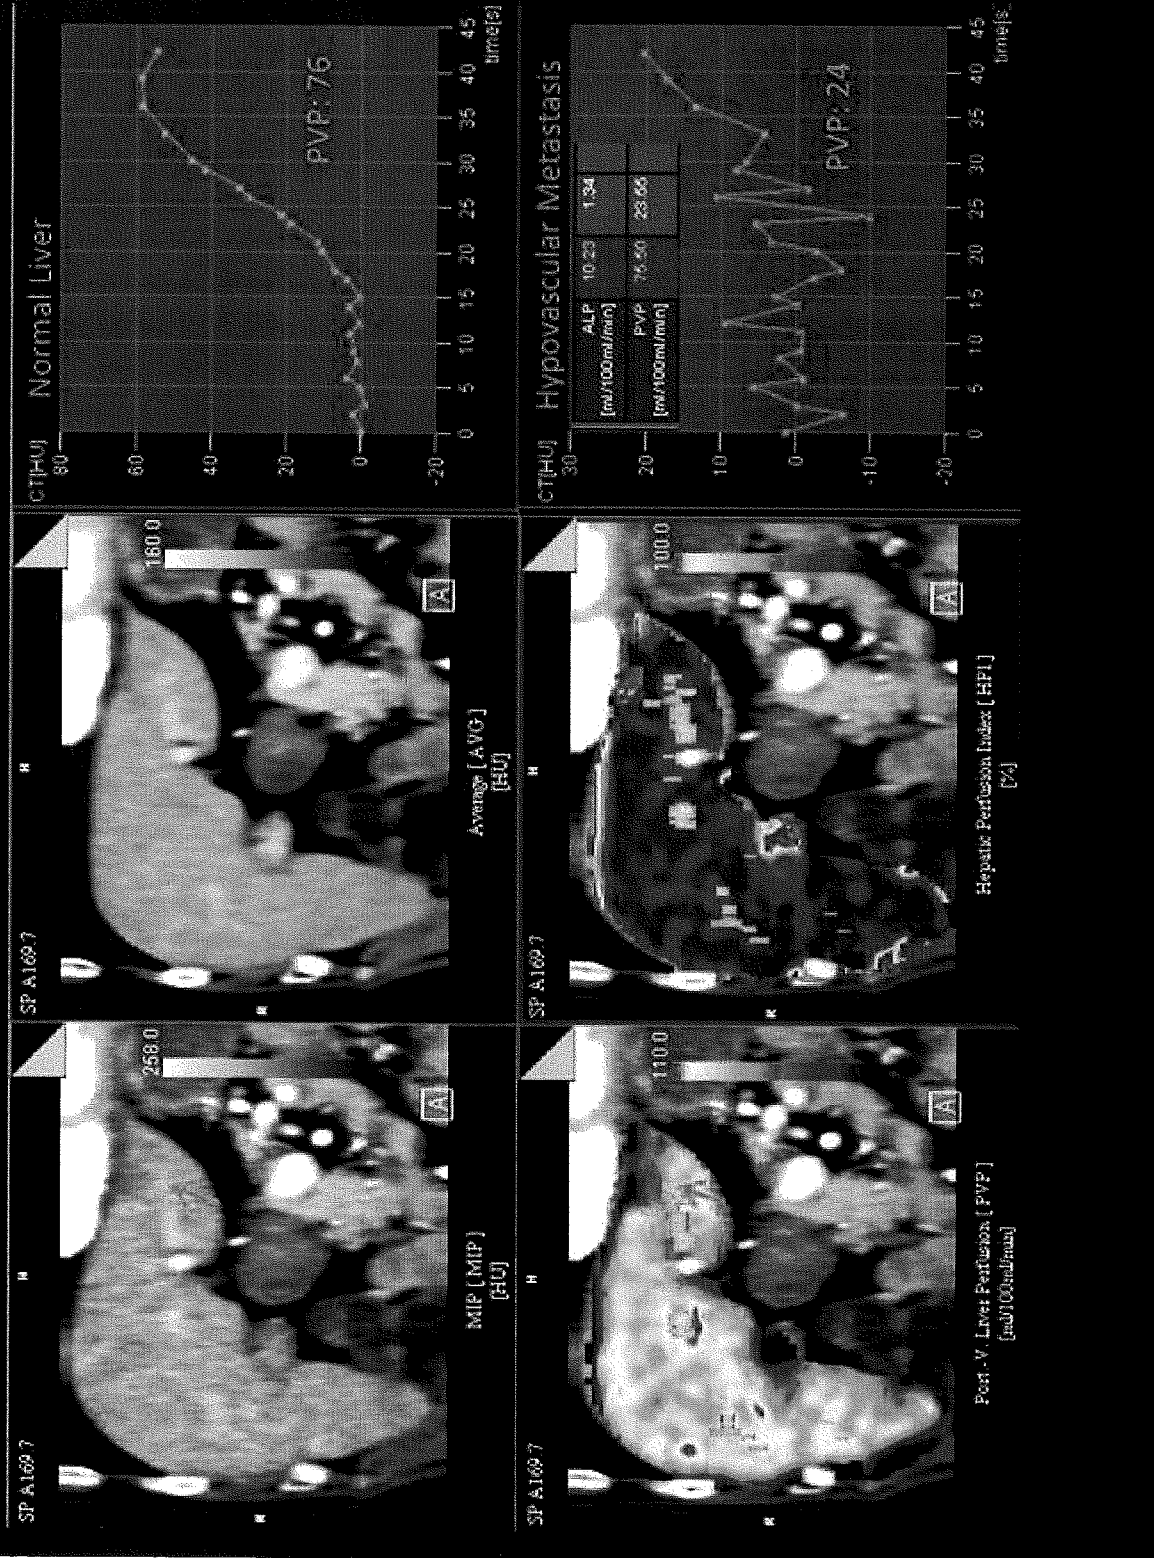 SP A169.7
H
258.0
R
A
MIP [ MIP ]
[HU]
SP A169.7
H
160.0
R
A
Average [ AVG ]
[HU]
Normal Liver
CT[HU]
80
60
40
20
0
-20
0 5 10 15 20 25 30 35 40 45
time[s]
PVP: 76
SP A169.7
H
110.0
R
A
Port.-V. Liver Perfusion [ PVP ]
[ml/100ml/min]
SP A169.7
H
100.0
R
A
Hepatic Perfusion Index [ HPI ]
[%]
Hypovascular Metastasis
CT[HU]
30
20
10
0
-10
-20
ALP 10.23 1.34
[ml/100ml/min]
PVP 75.50
[ml/100ml/min]
0 5 10 15 20 25 30 35 40 45
time[s]
PVP: 24